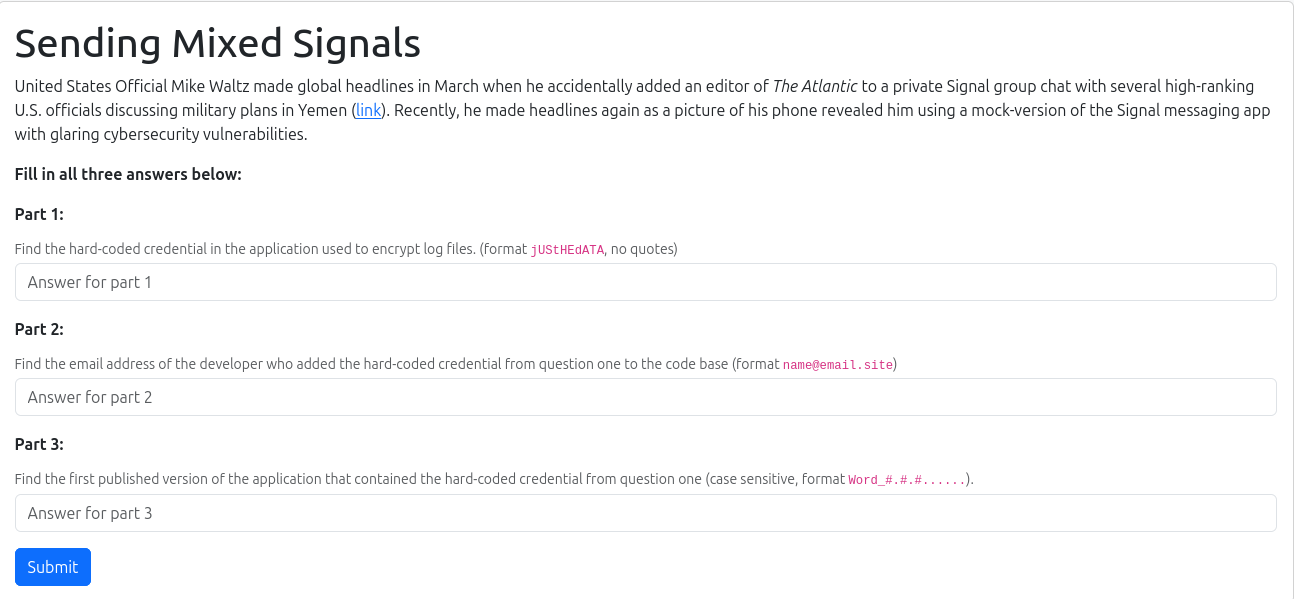 Sending Mixed Signals
United States Official Mike Waltz made global headlines in March when he accidentally added an editor of The Atlantic to a private Signal group chat with several high-ranking
U.S. officials discussing military plans in Yemen (link). Recently, he made headlines again as a picture of his phone revealed him using a mock-version of the Signal messaging app
with glaring cybersecurity vulnerabilities.
Fill in all three answers below:
Part 1:
Find the hard-coded credential in the application used to encrypt log files. (format jUStHEdATA, no quotes)
Answer for part 1
Part 2:
Find the email address of the developer who added the hard-coded credential from question one to the code base (format name@email.site)
Answer for part 2
Part 3:
Find the first published version of the application that contained the hard-coded credential from question one (case sensitive, format Word_#.#.#......).
Answer for part 3
Submit